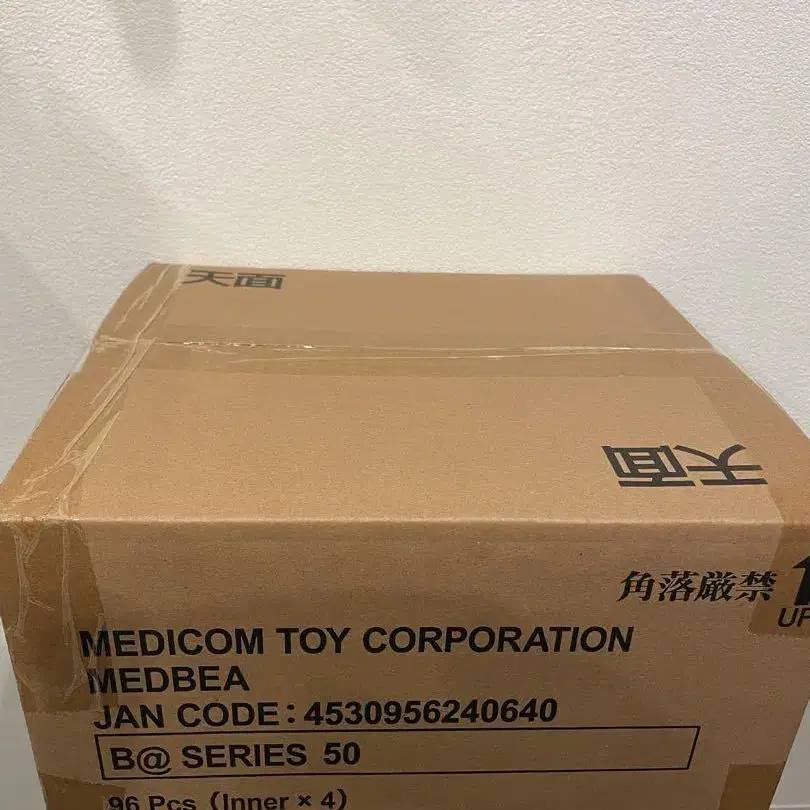 天面
天面
角落厳禁
UP
MEDICOM TOY CORPORATION
MEDBEA
JAN CODE : 4530956240640
B@ SERIES 50
96 Pcs (Inner × 4)